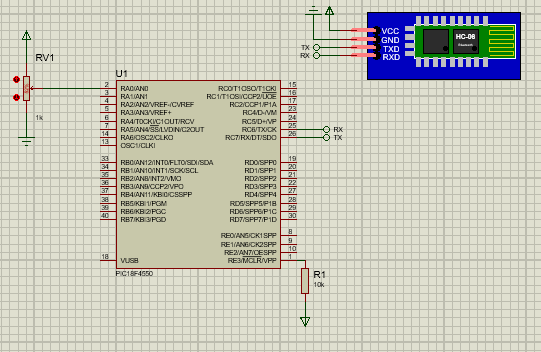 RV1
1k
HC-06
Bluetooth
VCC
GND
TXD
RXD
TX
RX
U1
2 RA0/AN0
3 RA1/AN1
4 RA2/AN2/VREF-/CVREF
5 RA3/AN3/VREF+
6 RA4/T0CKI/C1OUT/RCV
7 RA5/AN4/SS/LVDIN/C2OUT
14 RA6/OSC2/CLKO
13 OSC1/CLKI
33 RB0/AN12/INT0/FLT0/SDI/SDA
34 RB1/AN10/INT1/SCK/SCL
35 RB2/AN8/INT2/VMO
36 RB3/AN9/CCP2/VPO
37 RB4/AN11/KBI0/CSSPP
38 RB5/KBI1/PGM
39 RB6/KBI2/PGC
40 RB7/KBI3/PGD
18 VUSB
RC0/T1OSO/T1CKI 15
RC1/T1OSI/CCP2/UOE 16
RC2/CCP1/P1A 17
RC4/D-/VM 23
RC5/D+/VP 24
RC6/TX/CK 25 RX
RC7/RX/DT/SDO 26 TX
RD0/SPP0 19
RD1/SPP1 20
RD2/SPP2 21
RD3/SPP3 22
RD4/SPP4 27
RD5/SPP5/P1B 28
RD6/SPP6/P1C 29
RD7/SPP7/P1D 30
RE0/AN5/CK1SPP 8
RE1/AN6/CK2SPP 9
RE2/AN7/OESPP 10
RE3/MCLR/VPP 1
PIC18F4550
R1
10k